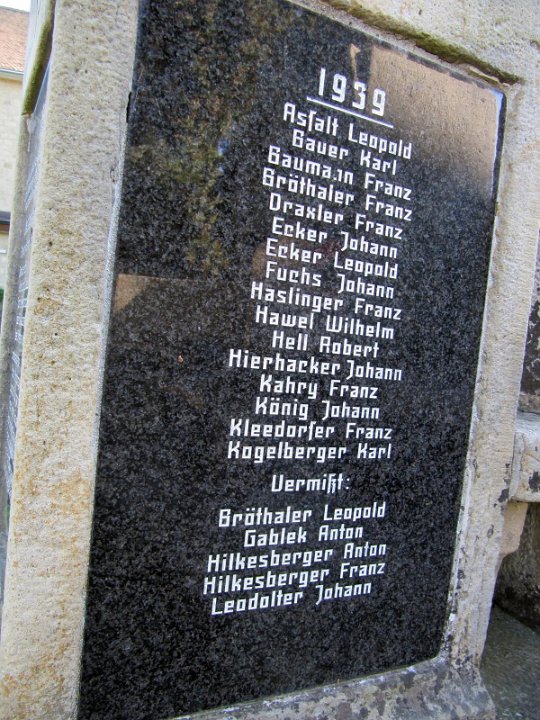 1939
Asfalt Leopold
Bauer Karl
Baumann Franz
Bröthaler Franz
Draxler Franz
Ecker Johann
Ecker Leopold
Fuchs Johann
Haslinger Franz
Hawel Wilhelm
Hell Robert
Hierhacker Johann
Kahry Franz
König Johann
Kleedorfer Franz
Kogelberger Karl
Vermißt:
Bröthaler Leopold
Gablek Anton
Hilkesberger Anton
Hilkesberger Franz
Leodolter Johann